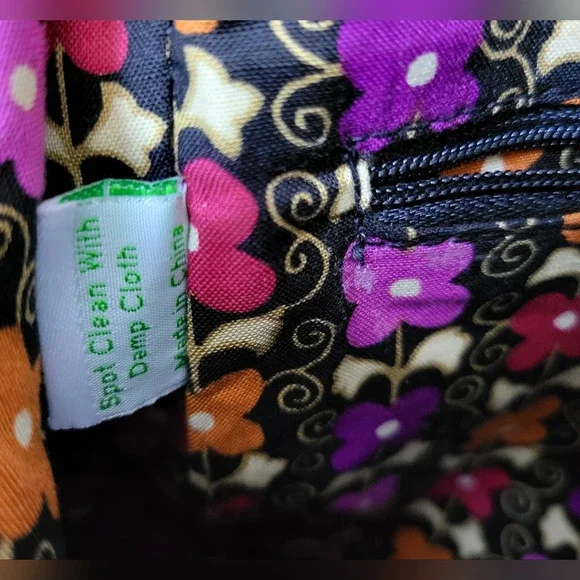 Spot Clean With
Damp Cloth
Made in China